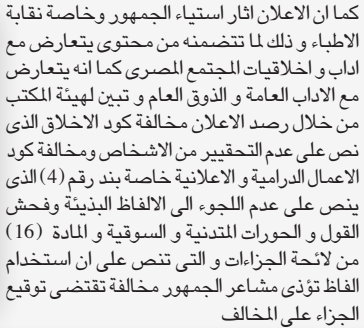 كما ان الاعلان اثار استياء الجمهور وخاصة نقابة
الاطباء و ذلك لما تتضمنه من محتوى يتعارض مع
اداب و اخلاقيات المجتمع المصرى كما انه يتعارض
مع الاداب العامة و الذوق العام و تبين لهيئة المكتب
من خلال رصد الاعلان مخالفة كود الاخلاق الذى
نص على عدم التحقيير من الاشخاص ومخالفة كود
الاعمال الدرامية و الاعلانية خاصة بند رقم (4) الذى
ينص على عدم اللجوء الى الالفاظ البذيئة وفحش
القول و الحورات المتدنية و السوقية و المادة (16)
من لائحة الجزاءات و التى تنص على ان استخدام
الفاظ تؤذى مشاعر الجمهور مخالفة تقتضى توقيع
الجزاء على المخالف